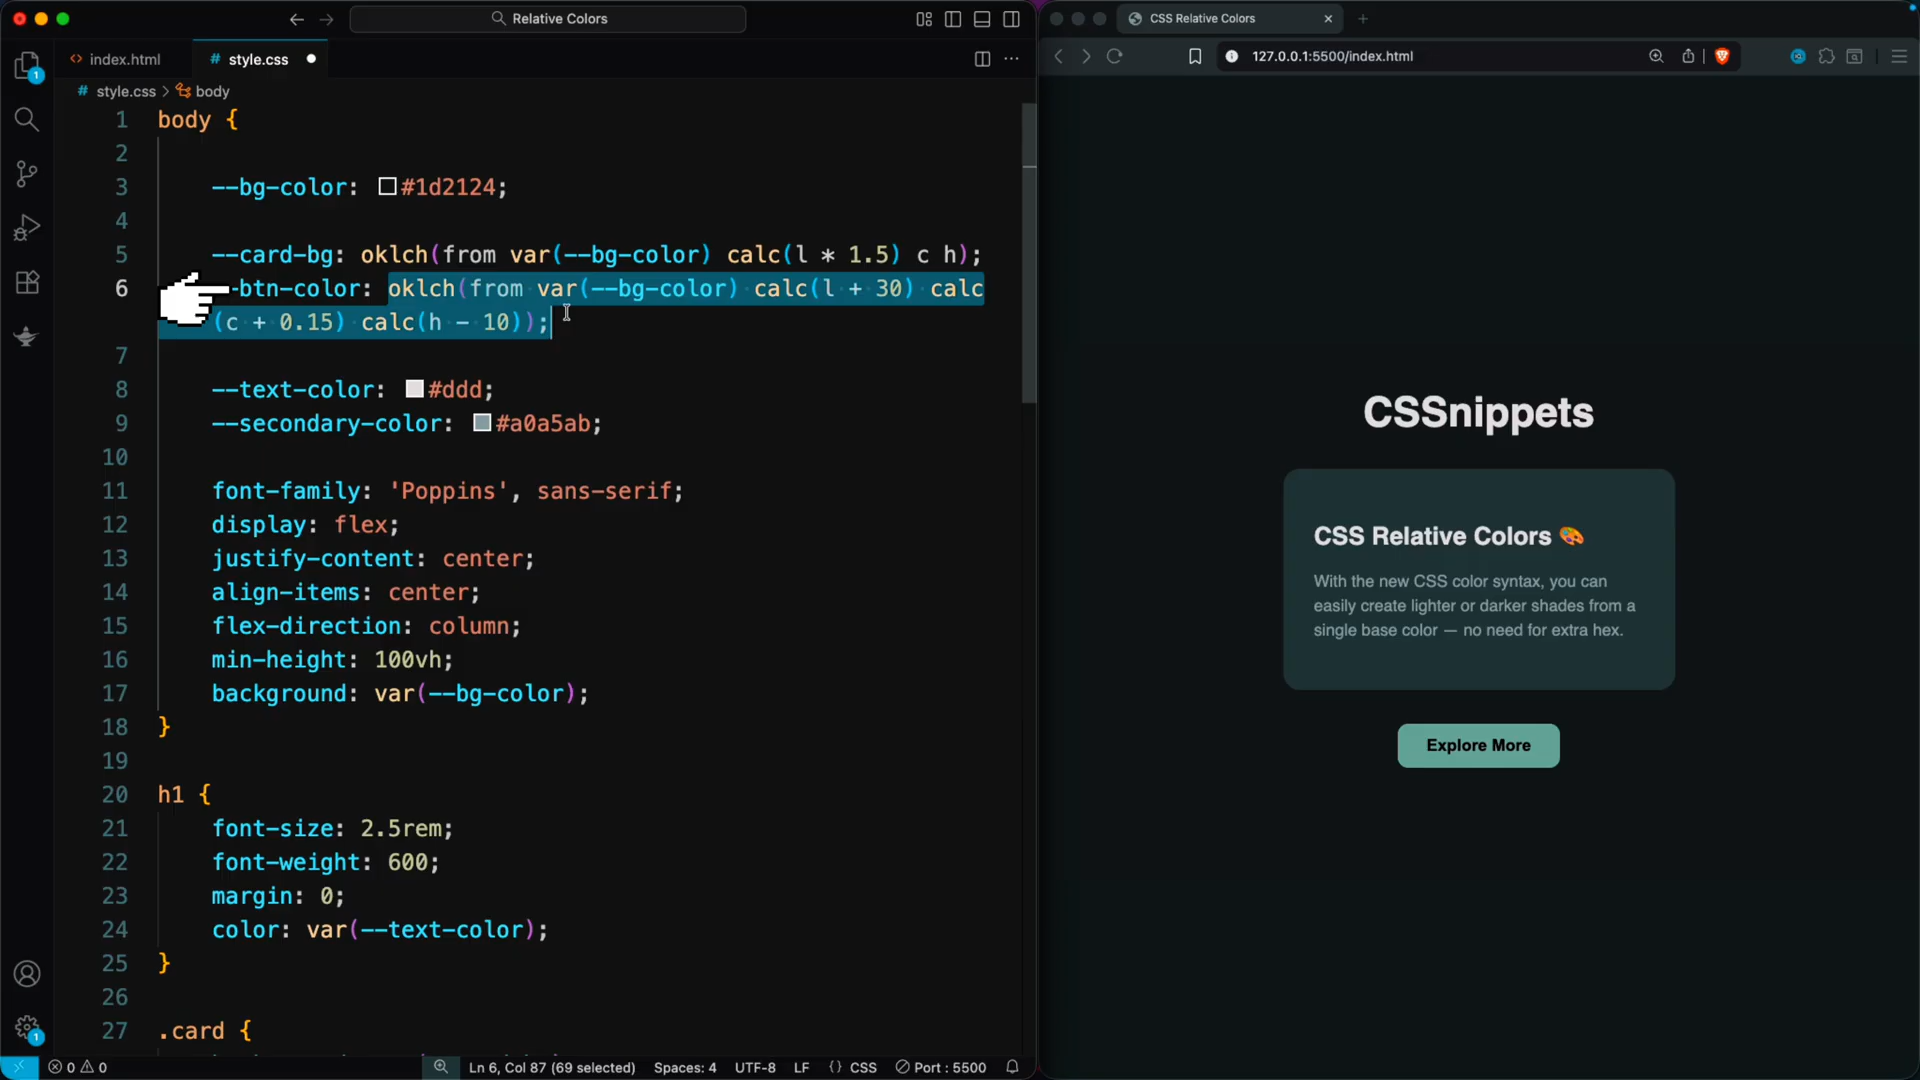 Relative Colors
index.html
# style.css
# style.css > body
1 body {
2
3 --bg-color: #1d2124;
4
5 --card-bg: oklch(from var(--bg-color) calc(l * 1.5) c h);
6 -btn-color: oklch(from var(--bg-color) calc(l + 30) calc
(c + 0.15) calc(h - 10));
7
8 --text-color: #ddd;
9 --secondary-color: #a0a5ab;
10
11 font-family: 'Poppins', sans-serif;
12 display: flex;
13 justify-content: center;
14 align-items: center;
15 flex-direction: column;
16 min-height: 100vh;
17 background: var(--bg-color);
18 }
19
20 h1 {
21 font-size: 2.5rem;
22 font-weight: 600;
23 margin: 0;
24 color: var(--text-color);
25 }
26
27 .card {
1
1
0 0
Ln 6, Col 87 (69 selected) Spaces: 4 UTF-8 LF {} CSS Port : 5500
CSS Relative Colors
127.0.0.1:5500/index.html
CSSnippets
CSS Relative Colors 🎨
With the new CSS color syntax, you can
easily create lighter or darker shades from a
single base color — no need for extra hex.
Explore More